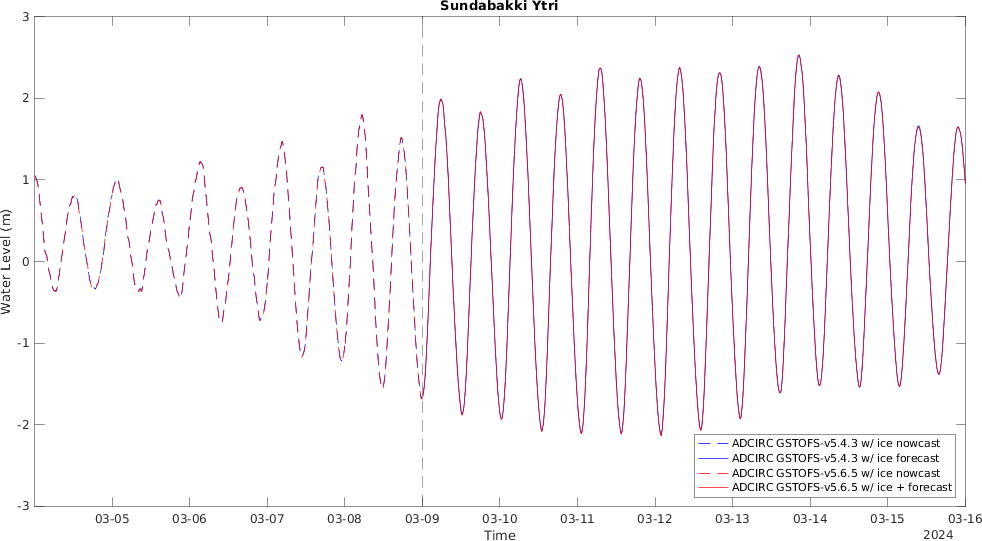 Sundabakki Ytri
3
2
1
0
-1
-2
-3
Water Level (m)
ADCIRC GSTOFS-v5.4.3 w/ ice nowcast
ADCIRC GSTOFS-v5.4.3 w/ ice forecast
ADCIRC GSTOFS-v5.6.5 w/ ice nowcast
ADCIRC GSTOFS-v5.6.5 w/ ice + forecast
03-05 03-06 03-07 03-08 03-09 03-10 03-11 03-12 03-13 03-14 03-15 03-16
Time
2024